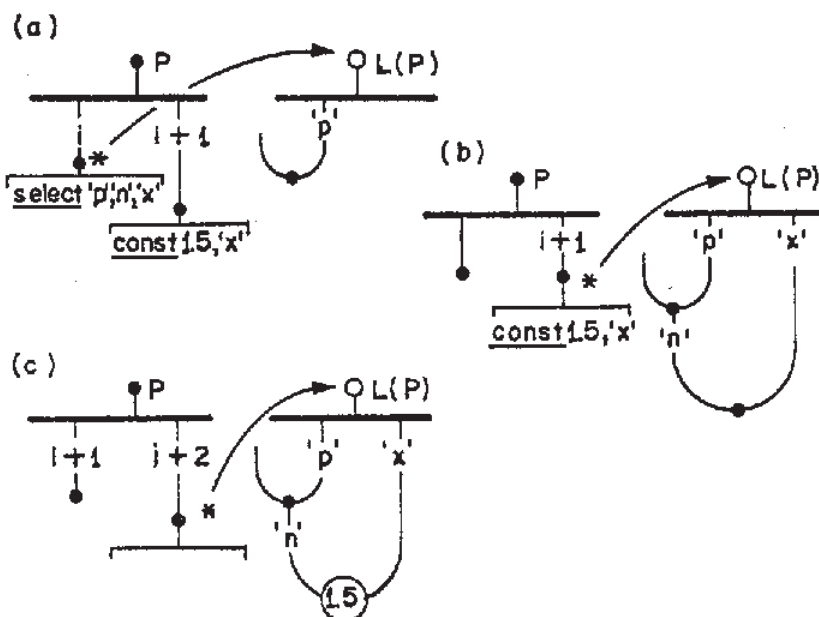 (a)
P
L(P)
i
*
i + 1
'p'
select 'p','n','x'
const 1.5,'x'
(b)
P
L(P)
i+1
'p'
'x'
*
const 1.5,'x'
'n'
(c)
P
L(P)
i+1
i+2
'p'
'x'
*
'n'
1.5